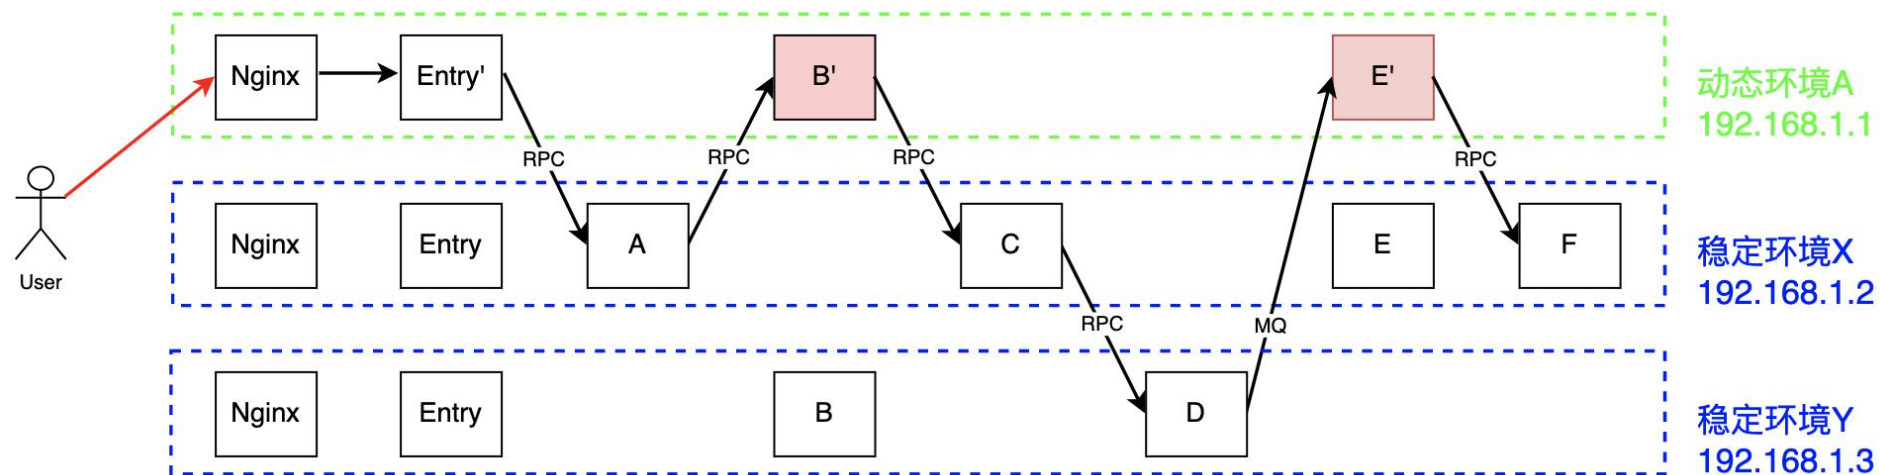 Nginx
Entry'
B'
E'
动态环境A
192.168.1.1
RPC
RPC
RPC
RPC
User
Nginx
Entry
A
C
E
F
稳定环境X
192.168.1.2
RPC
MQ
Nginx
Entry
B
D
稳定环境Y
192.168.1.3